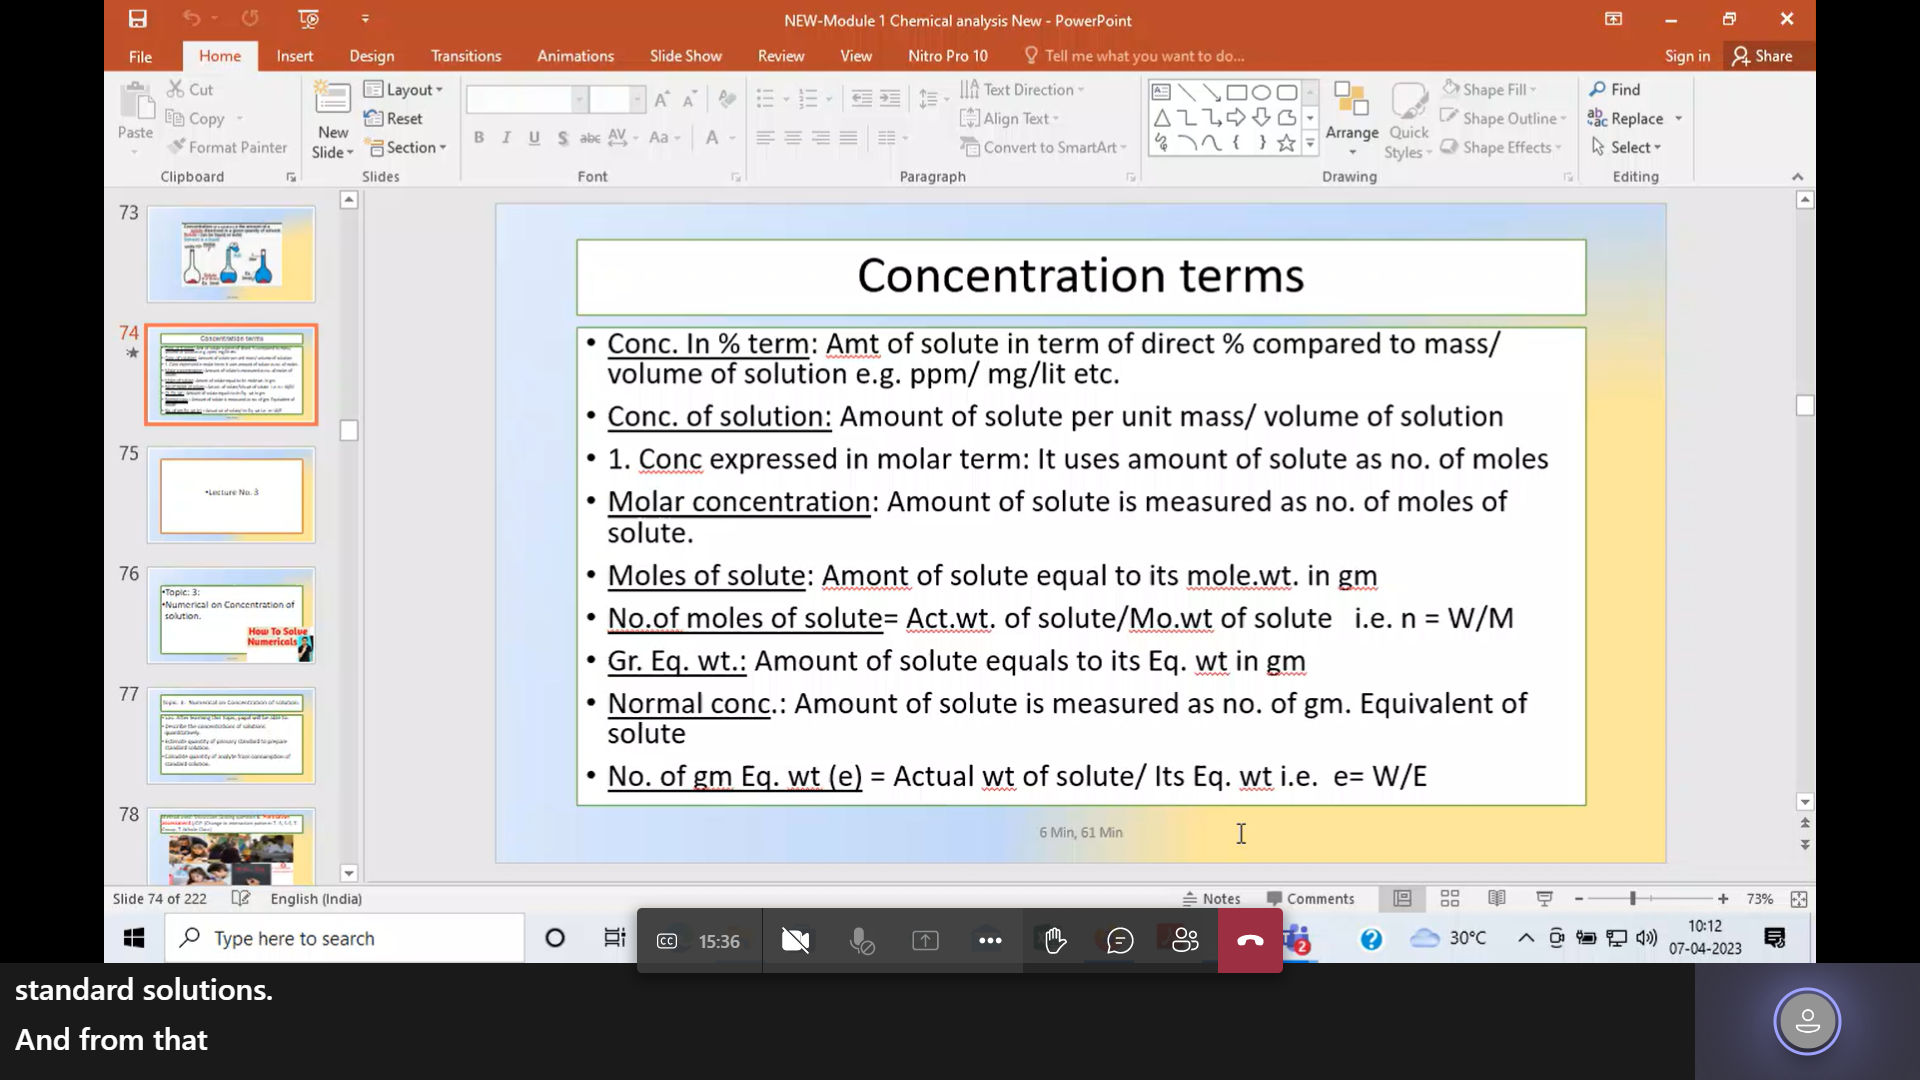 NEW-Module 1 Chemical analysis New - PowerPoint
File Home Insert Design Transitions Animations Slide Show Review View Nitro Pro 10 Tell me what you want to do... Sign in Share
Paste
Cut
Copy
Format Painter
Clipboard
New Slide
Layout
Reset
Section
Slides
B I U S abc AV Aa A
Font
Text Direction
Align Text
Convert to SmartArt
Paragraph
Arrange
Quick Styles
Shape Fill
Shape Outline
Shape Effects
Drawing
Find
Replace
Select
Editing
73
74
Concentration terms
75
•Lecture No. 3
76
•Topic: 3:
•Numerical on Concentration of
solution.
How To Solve
Numericals
77
78
Concentration terms
• Conc. In % term: Amt of solute in term of direct % compared to mass/
volume of solution e.g. ppm/ mg/lit etc.
• Conc. of solution: Amount of solute per unit mass/ volume of solution
• 1. Conc expressed in molar term: It uses amount of solute as no. of moles
• Molar concentration: Amount of solute is measured as no. of moles of
solute.
• Moles of solute: Amont of solute equal to its mole.wt. in gm
• No.of moles of solute= Act.wt. of solute/Mo.wt of solute i.e. n = W/M
• Gr. Eq. wt.: Amount of solute equals to its Eq. wt in gm
• Normal conc.: Amount of solute is measured as no. of gm. Equivalent of
solute
• No. of gm Eq. wt (e) = Actual wt of solute/ Its Eq. wt i.e. e= W/E
6 Min, 61 Min
Slide 74 of 222 English (India) Notes Comments 73%
Type here to search
CC 15:36
2
30°C
10:12
07-04-2023
standard solutions.
And from that